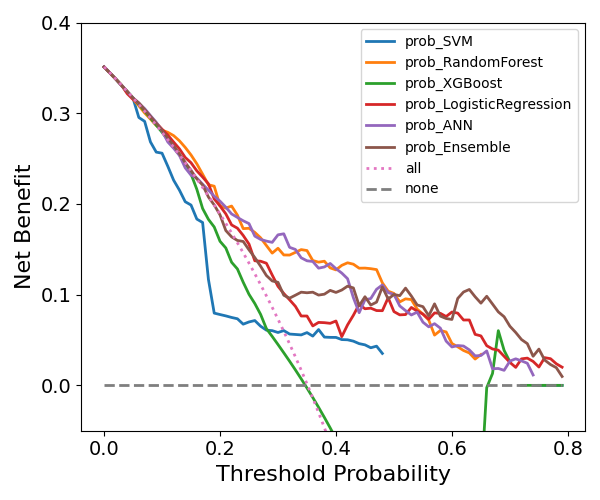 0.4
0.3
0.2
0.1
0.0
Net Benefit
prob_SVM
prob_RandomForest
prob_XGBoost
prob_LogisticRegression
prob_ANN
prob_Ensemble
all
none
0.0 0.2 0.4 0.6 0.8
Threshold Probability